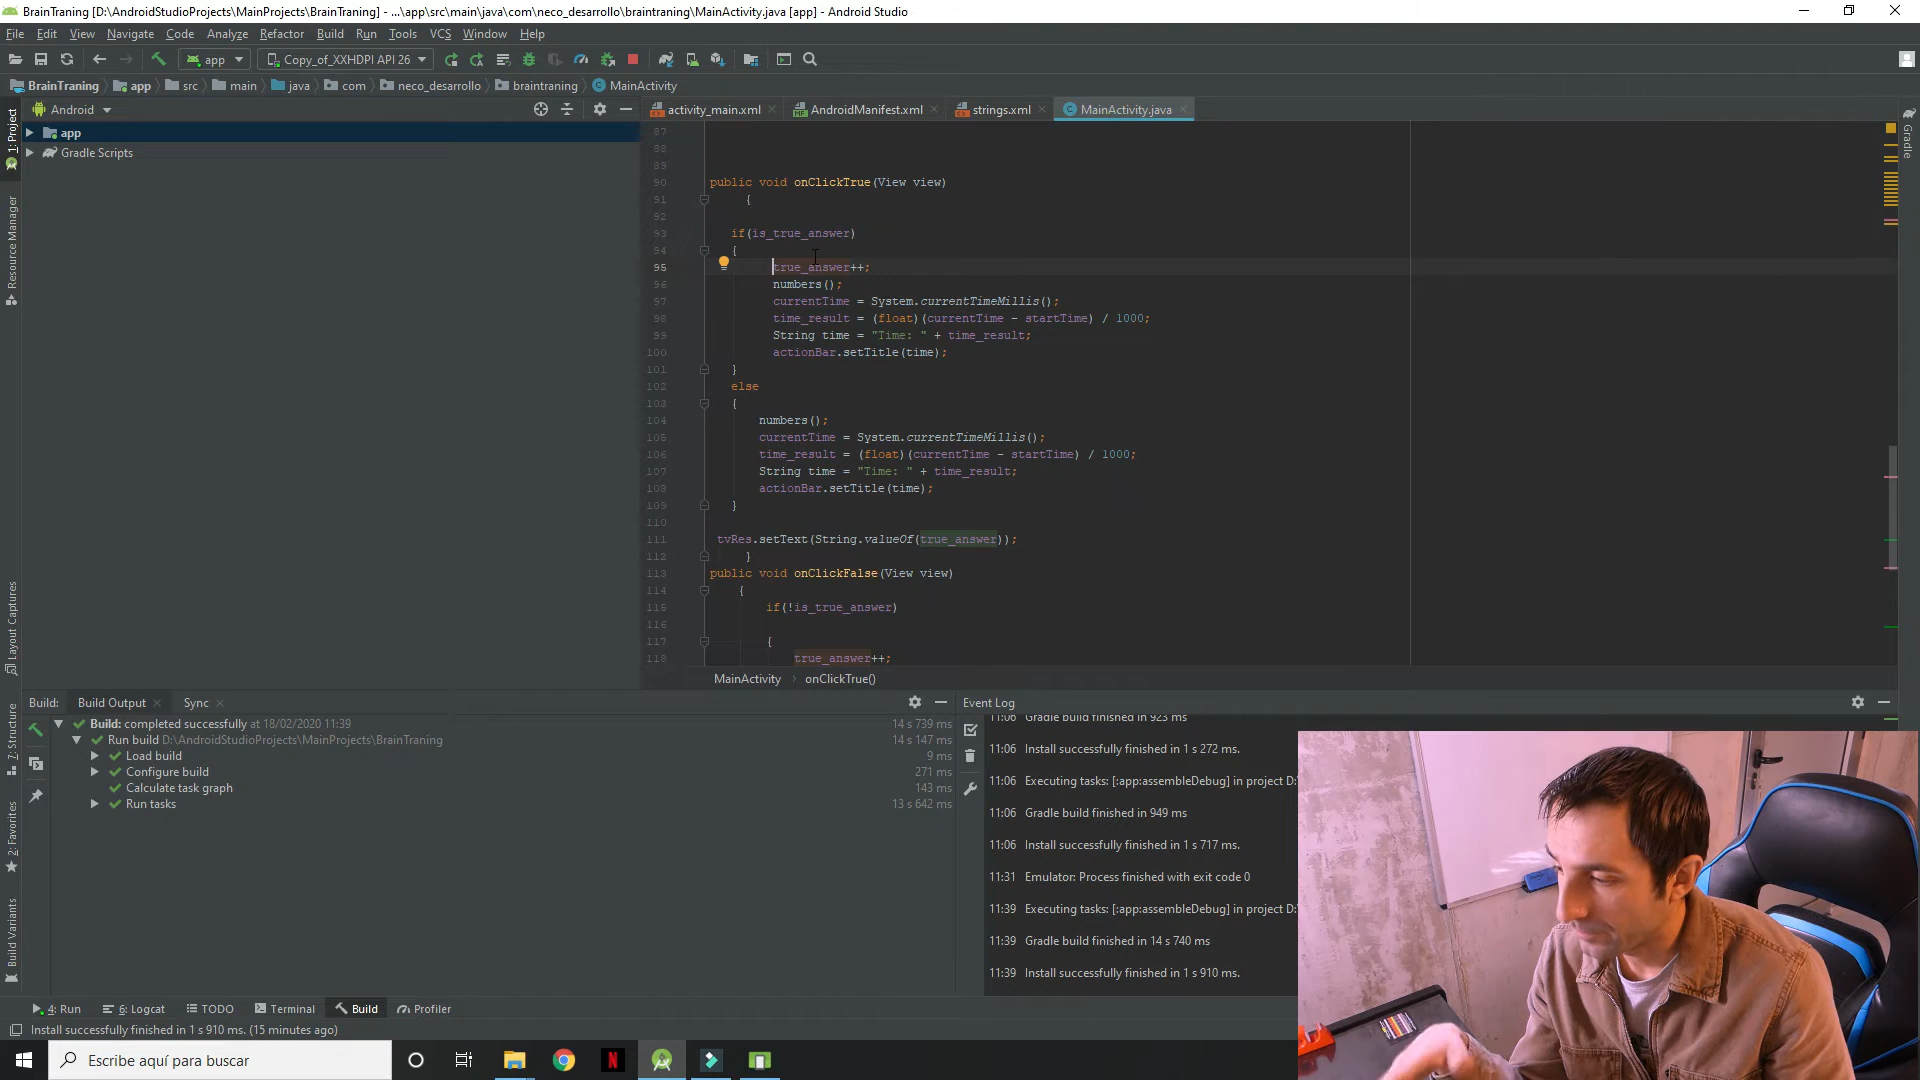 BrainTraning [D:\AndroidStudioProjects\MainProjects\BrainTraning] - ...\app\src\main\java\com\neco_desarrollo\braintraning\MainActivity.java [app] - Android Studio
File Edit View Navigate Code Analyze Refactor Build Run Tools VCS Window Help
app Copy_of_XXHDPI API 26
BrainTraning app src main java com neco_desarrollo braintraning MainActivity
Android activity_main.xml AndroidManifest.xml strings.xml MainActivity.java
1: Project
Resource Manager
Layout Captures
7: Structure
2: Favorites
Build Variants
Gradle
app
Gradle Scripts
87
88
89
90 public void onClickTrue(View view)
91 {
92
93 if(is_true_answer)
94 {
95 true_answer++;
96 numbers();
97 currentTime = System.currentTimeMillis();
98 time_result = (float)(currentTime - startTime) / 1000;
99 String time = "Time: " + time_result;
100 actionBar.setTitle(time);
101 }
102 else
103 {
104 numbers();
105 currentTime = System.currentTimeMillis();
106 time_result = (float)(currentTime - startTime) / 1000;
107 String time = "Time: " + time_result;
108 actionBar.setTitle(time);
109 }
110
111 tvRes.setText(String.valueOf(true_answer));
112 }
113 public void onClickFalse(View view)
114 {
115 if(!is_true_answer)
116
117 {
118 true_answer++;
MainActivity › onClickTrue()
Build: Build Output Sync
Build: completed successfully at 18/02/2020 11:39 14 s 739 ms
Run build D:\AndroidStudioProjects\MainProjects\BrainTraning 14 s 147 ms
Load build 9 ms
Configure build 271 ms
Calculate task graph 143 ms
Run tasks 13 s 642 ms
Event Log
11:06 Gradle build finished in 923 ms
11:06 Install successfully finished in 1 s 272 ms.
11:06 Executing tasks: [:app:assembleDebug] in project D:\
11:06 Gradle build finished in 949 ms
11:06 Install successfully finished in 1 s 717 ms.
11:31 Emulator: Process finished with exit code 0
11:39 Executing tasks: [:app:assembleDebug] in project D:\
11:39 Gradle build finished in 14 s 740 ms
11:39 Install successfully finished in 1 s 910 ms.
4: Run 6: Logcat TODO Terminal Build Profiler
Install successfully finished in 1 s 910 ms. (15 minutes ago)
Escribe aquí para buscar
N